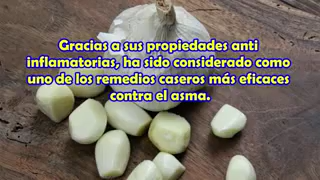 Gracias a sus propiedades anti
inflamatorias, ha sido considerado como
uno de los remedios caseros más eficaces
contra el asma.